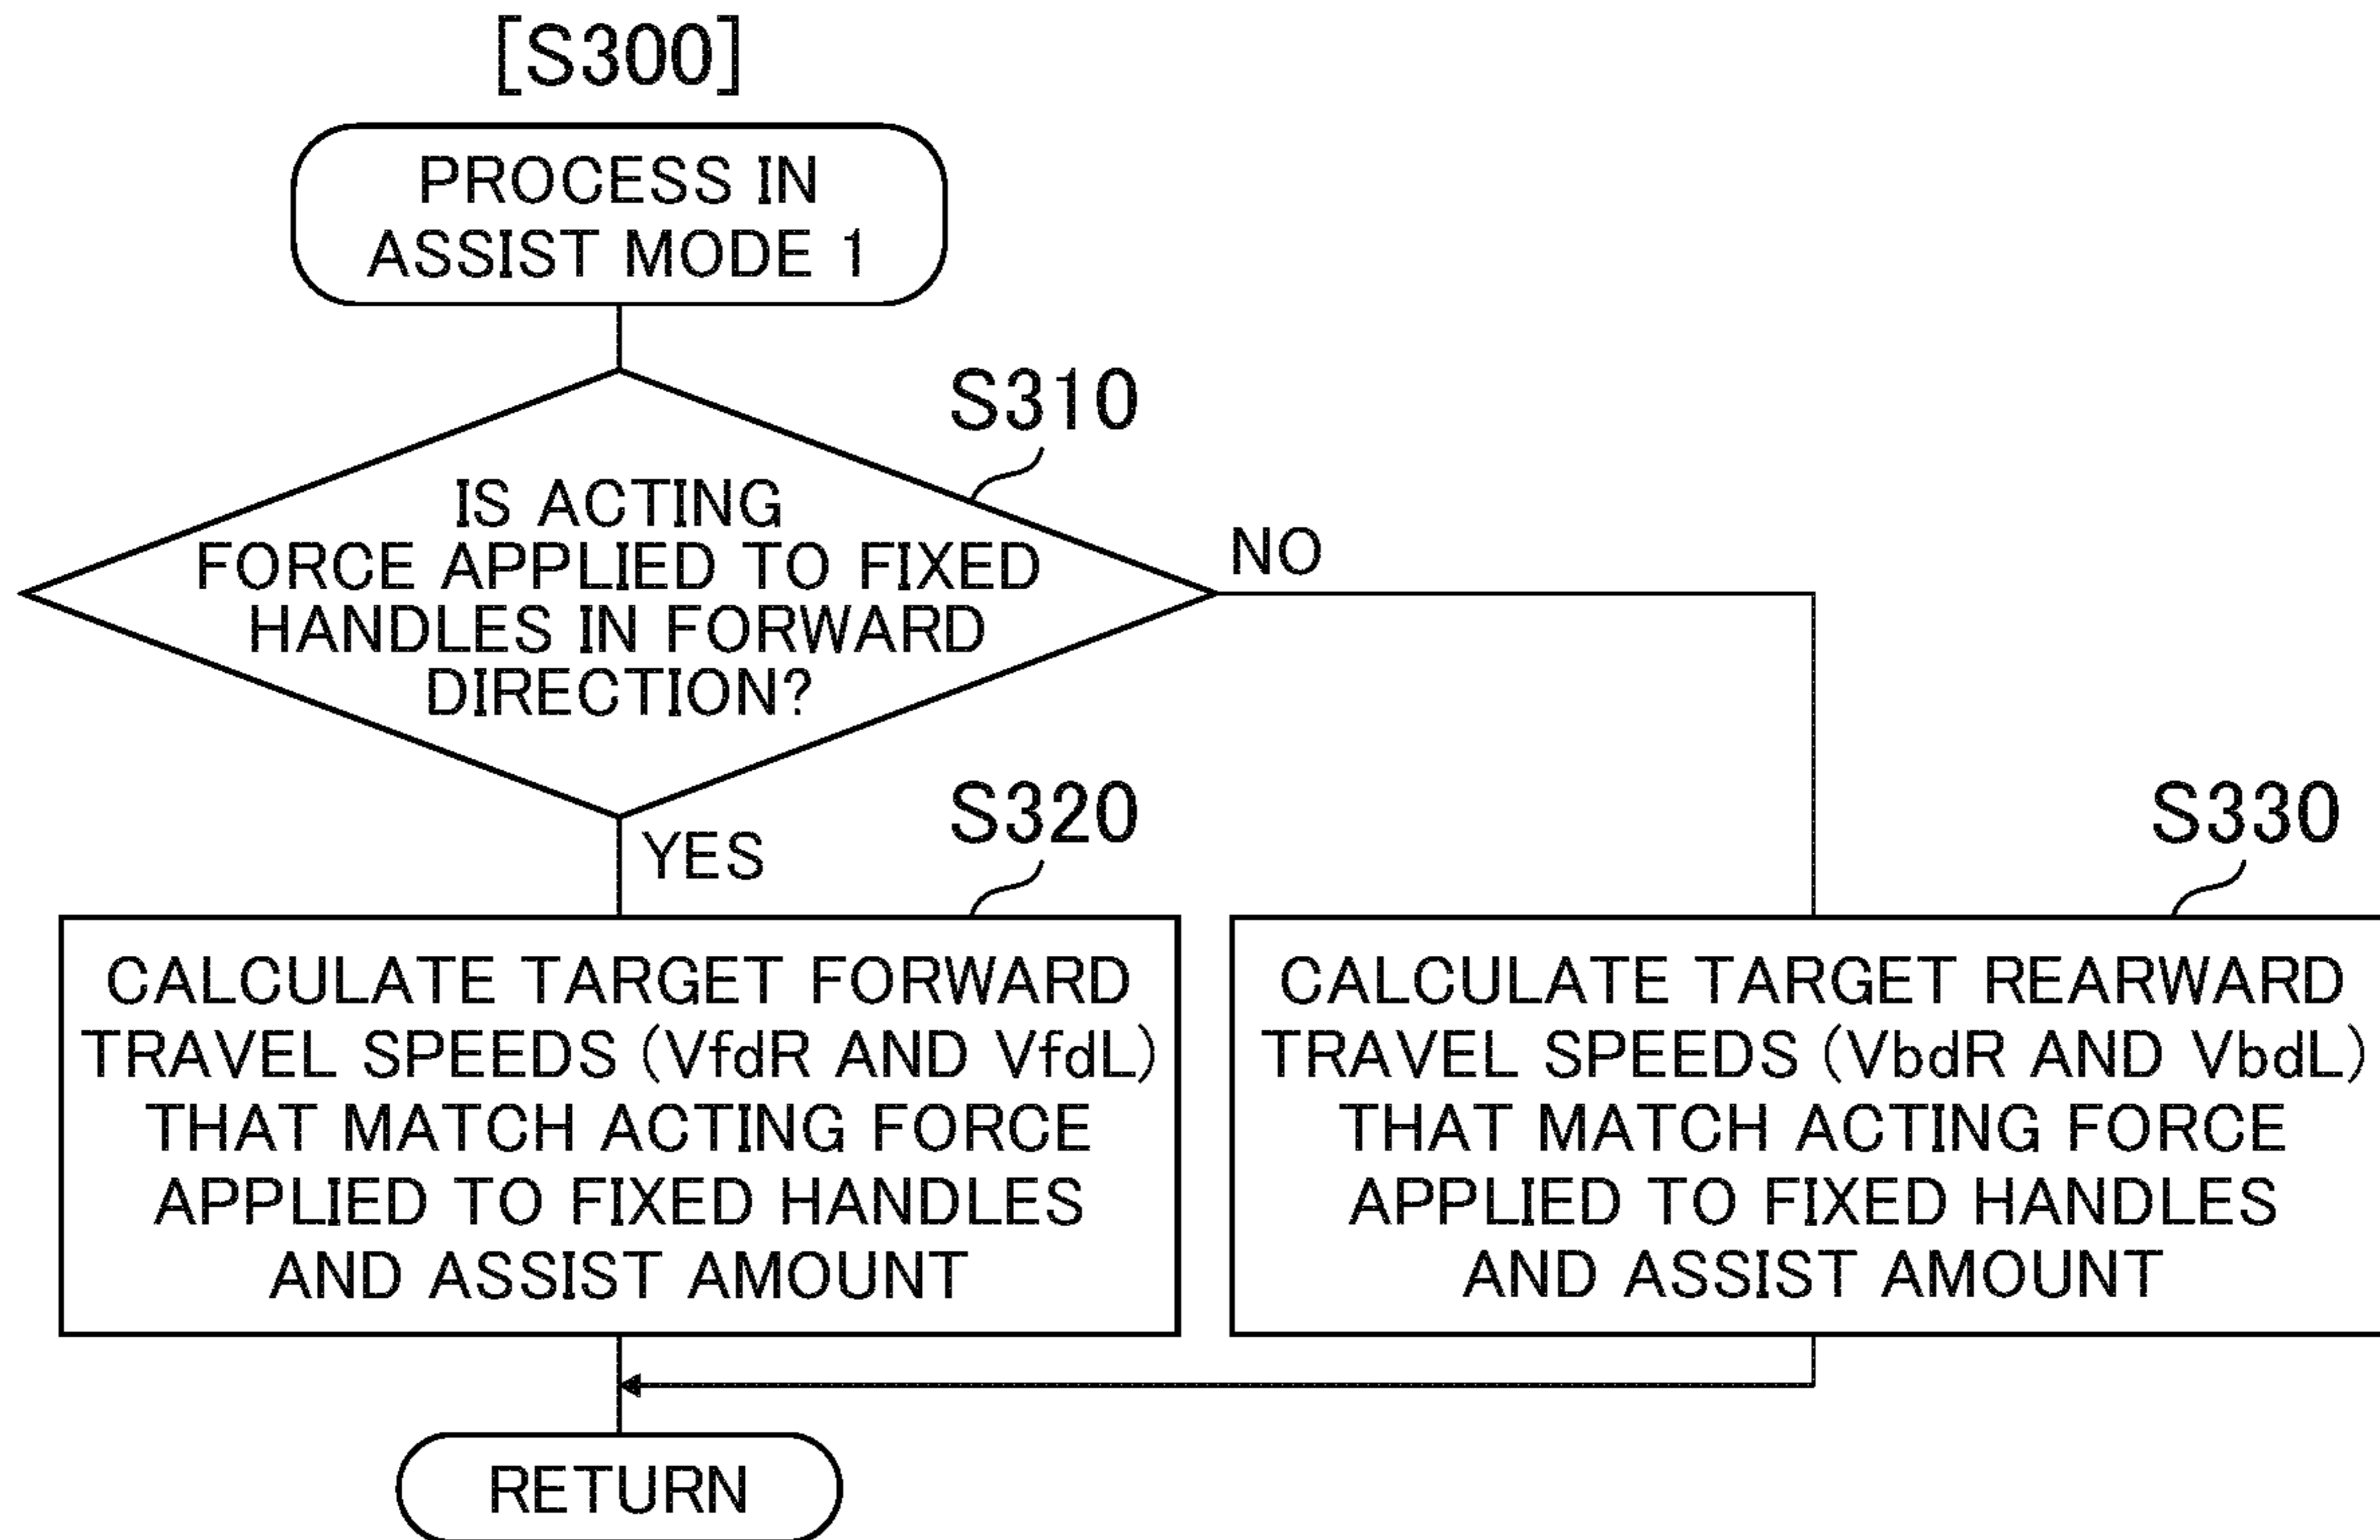 [S300]
PROCESS IN
ASSIST MODE 1
S310
IS ACTING
FORCE APPLIED TO FIXED
HANDLES IN FORWARD
DIRECTION?
NO
YES
S320
CALCULATE TARGET FORWARD
TRAVEL SPEEDS (VfdR AND VfdL)
THAT MATCH ACTING FORCE
APPLIED TO FIXED HANDLES
AND ASSIST AMOUNT
S330
CALCULATE TARGET REARWARD
TRAVEL SPEEDS (VbdR AND VbdL)
THAT MATCH ACTING FORCE
APPLIED TO FIXED HANDLES
AND ASSIST AMOUNT
RETURN